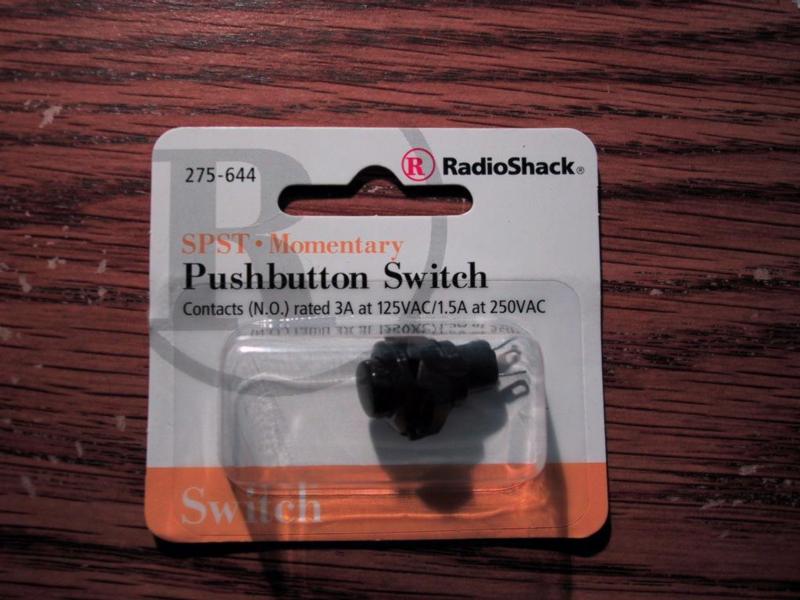 275-644
R RadioShack®
SPST • Momentary
Pushbutton Switch
Contacts (N.O.) rated 3A at 125VAC/1.5A at 250VAC
Switch